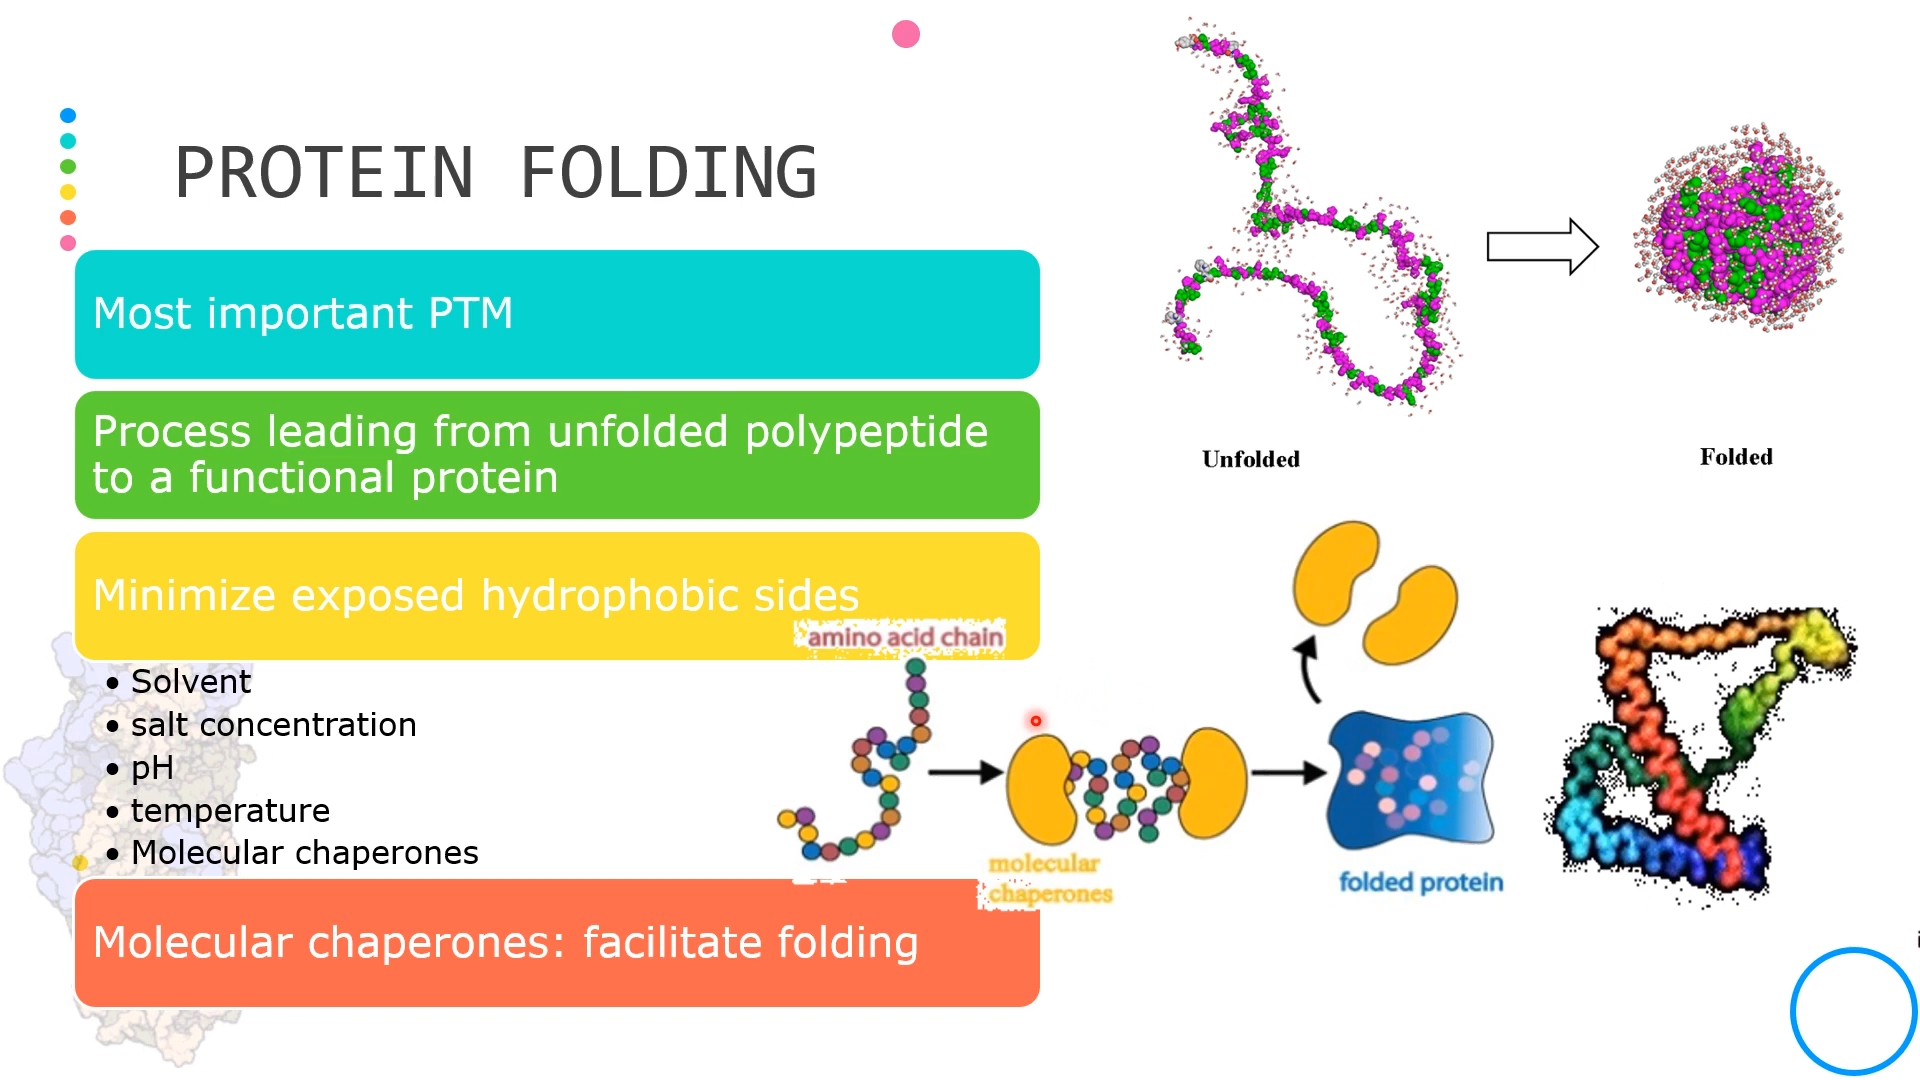 PROTEIN FOLDING
Most important PTM
Process leading from unfolded polypeptide
to a functional protein
Minimize exposed hydrophobic sides
• Solvent
• salt concentration
• pH
• temperature
• Molecular chaperones
Molecular chaperones: facilitate folding
Unfolded
Folded
amino acid chain
molecular
chaperones
folded protein